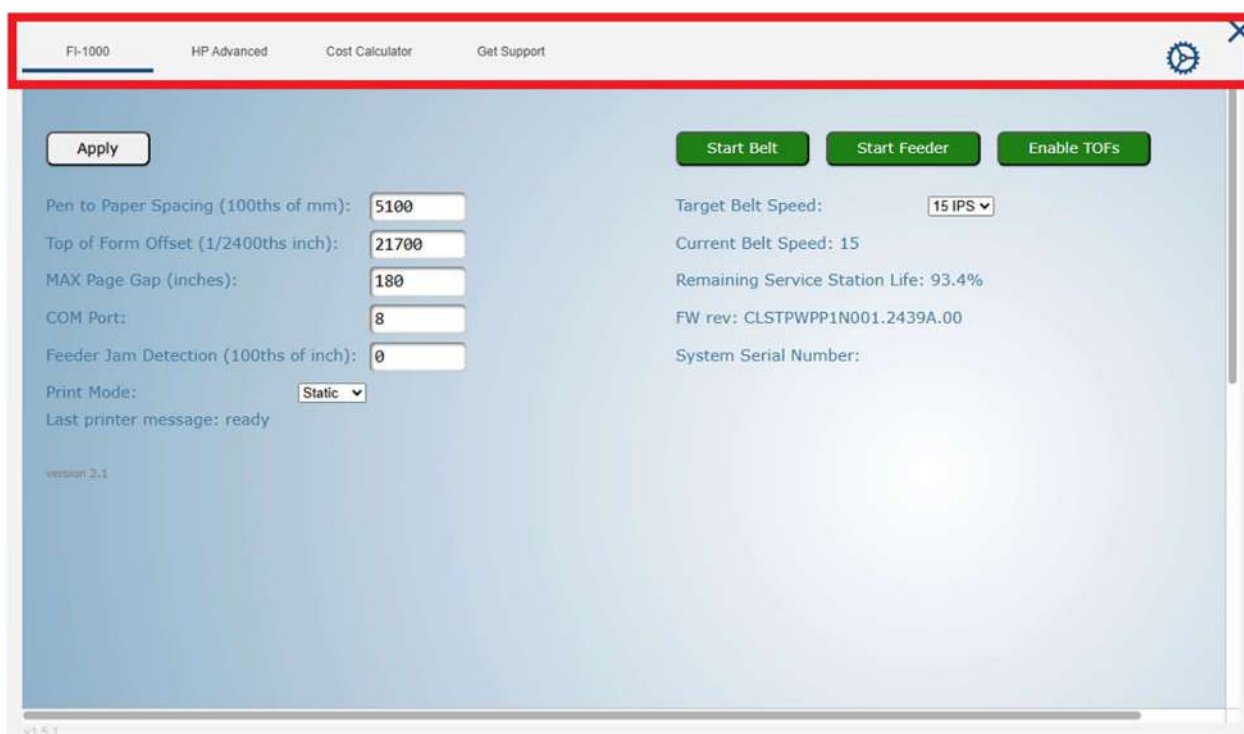 FI-1000 HP Advanced Cost Calculator Get Support
Apply Start Belt Start Feeder Enable TOFs
Pen to Paper Spacing (100ths of mm): 5100 Target Belt Speed: 15 IPS
Top of Form Offset (1/2400ths inch): 21700 Current Belt Speed: 15
MAX Page Gap (inches): 180 Remaining Service Station Life: 93.4%
COM Port: 8 FW rev: CLSTPWPP1N001.2439A.00
Feeder Jam Detection (100ths of inch): 0 System Serial Number:
Print Mode: Static
Last printer message: ready
version 2.1
v1.5.1